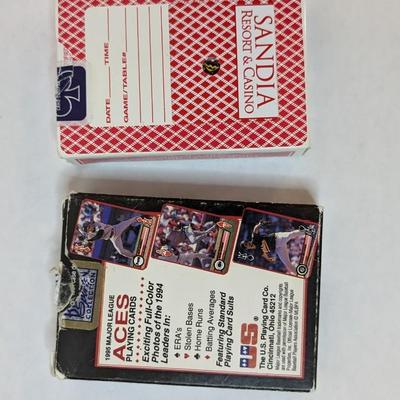 SANDIA
RESORT & CASINO
DATE
TIME
GAME/TABLE#
COLLECTION
1995 MAJOR LEAGUE
ACES
PLAYING CARDS
Exciting Full-Color
Photos of the 1994
Leaders In:
♠ ERA's
♥ Stolen Bases
♣ Home Runs
♦ Batting Averages
Featuring Standard
Playing Card Suits
US
The U.S. Playing Card Co.
Cincinnati, Ohio 45212